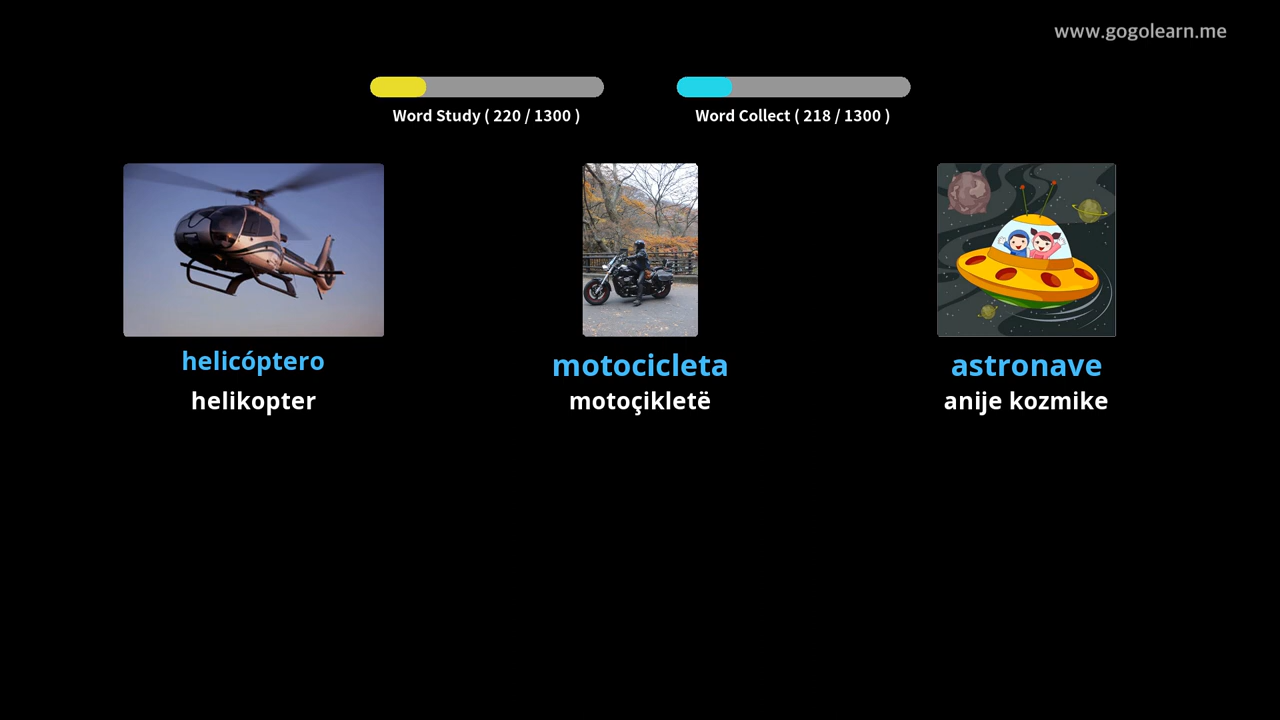 www.gogolearn.me
Word Study ( 220 / 1300 )
Word Collect ( 218 / 1300 )
helicóptero
motocicleta
astronave
helikopter
motoçikletë
anije kozmike